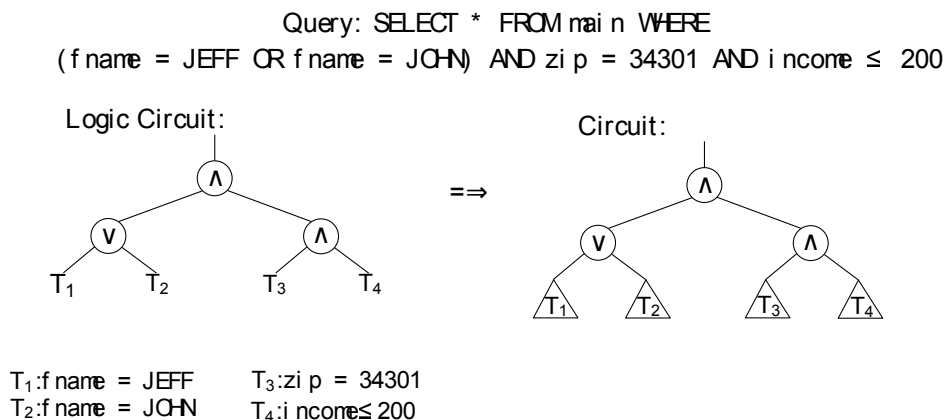 Query: SELECT * FROM main WHERE
(fname = JEFF OR fname = JOHN) AND zip = 34301 AND income ≤ 200
Logic Circuit:
Circuit:
∧
∧
=⇒
∨
∧
∨
∧
T₁
T₂
T₃
T₄
T₁
T₂
T₃
T₄
T₁:fname = JEFF
T₃:zip = 34301
T₂:fname = JOHN
T₄:income≤200